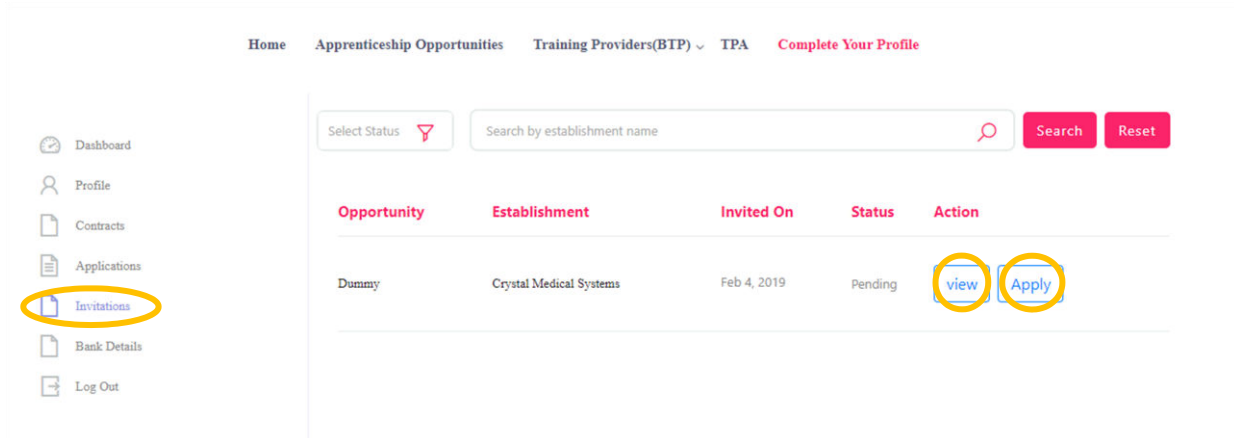 Home Apprenticeship Opportunities Training Providers(BTP) TPA Complete Your Profile
Dashboard
Profile
Contracts
Applications
Invitations
Bank Details
Log Out
Select Status Search by establishment name Search Reset
Opportunity Establishment Invited On Status Action
Dummy Crystal Medical Systems Feb 4, 2019 Pending view Apply